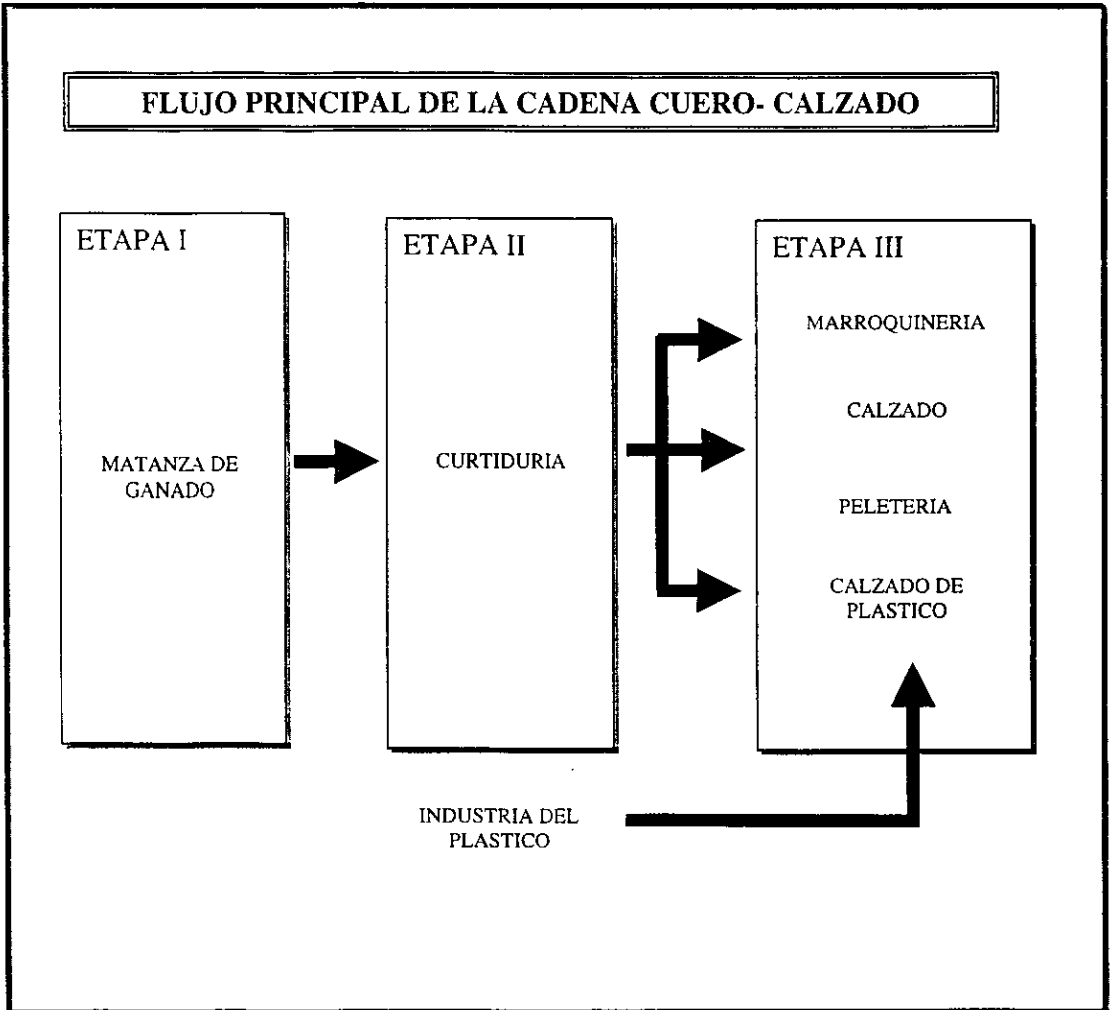 FLUJO PRINCIPAL DE LA CADENA CUERO- CALZADO
ETAPA I
MATANZA DE
GANADO
ETAPA II
CURTIDURIA
ETAPA III
MARROQUINERIA
CALZADO
PELETERIA
CALZADO DE
PLASTICO
INDUSTRIA DEL
PLASTICO